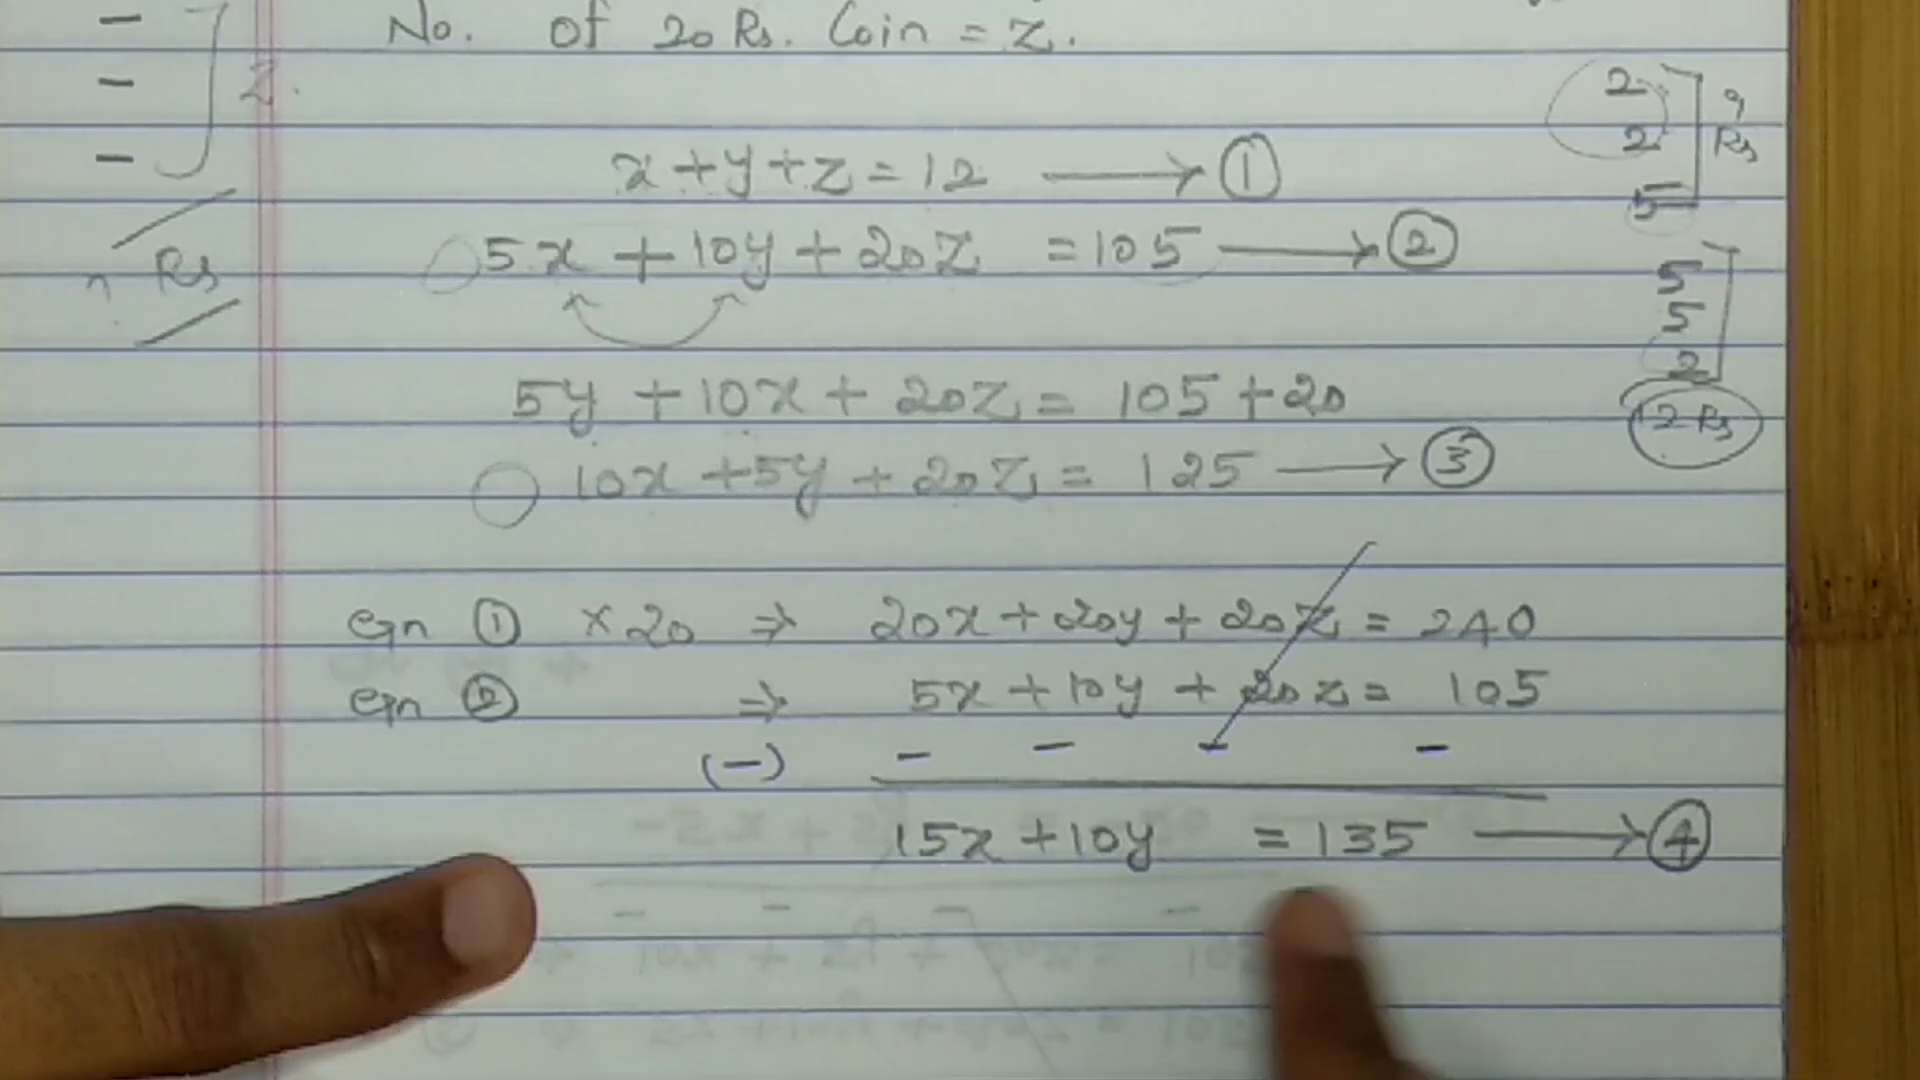 No. Of 20 Rs. Coin = z.
z.
Rs
x + y + z = 12 → ①
5x + 10y + 20z = 105 → ②
5y + 10x + 20z = 105 + 20
10x + 5y + 20z = 125 → ③
eqn ① × 20 ⇒ 20x + 20y + 20z = 240
eqn ② ⇒ 5x + 10y + 20z = 105
(-) - - - -
15x + 10y = 135 → ④
2
2
5
9 Rs
5
5
2
12 Rs